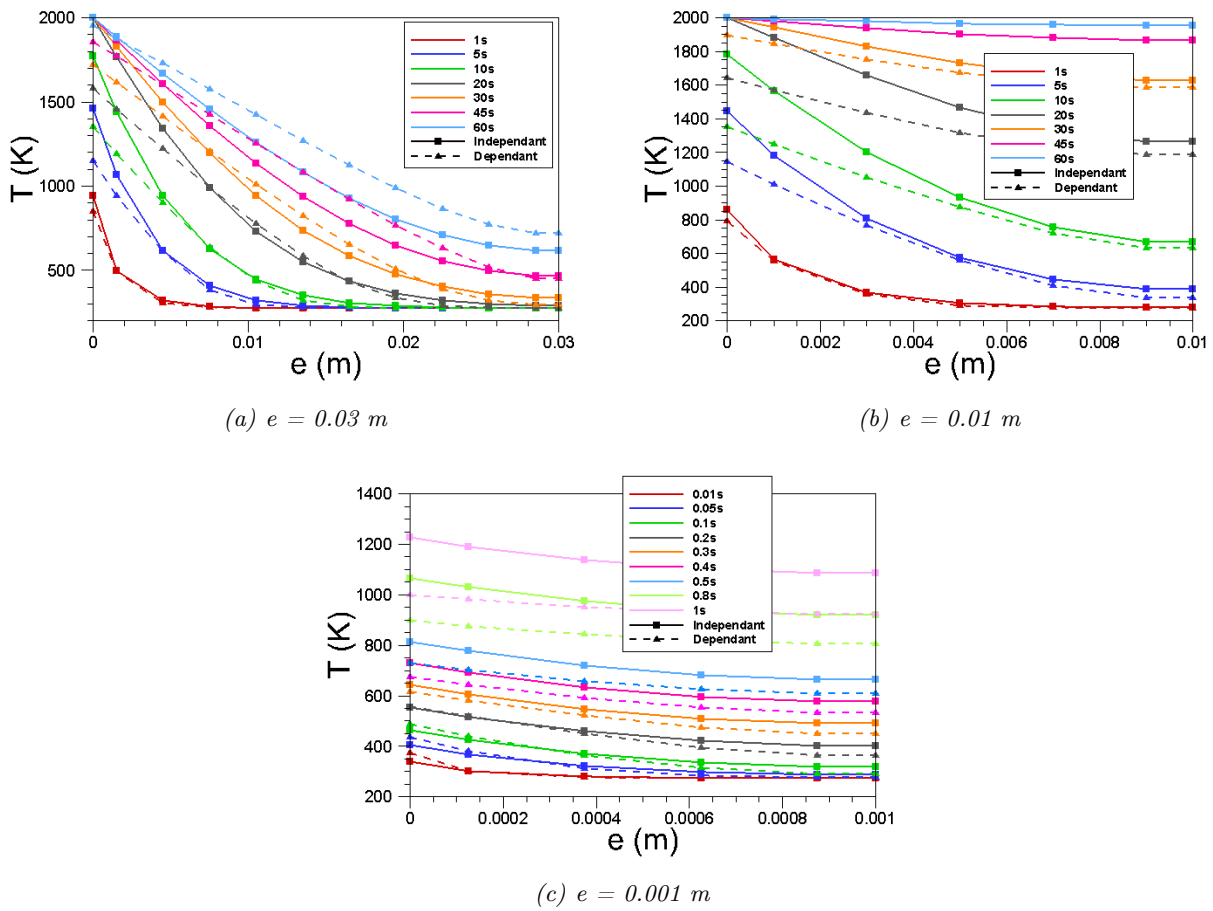 2000
1500
1000
500
T (K)
0
0.01
0.02
0.03
e (m)
1s
5s
10s
20s
30s
45s
60s
Independant
Dependant
(a) e = 0.03 m
2000
1800
1600
1400
1200
1000
800
600
400
200
T (K)
0
0.002
0.004
0.006
0.008
0.01
e (m)
1s
5s
10s
20s
30s
45s
60s
Independant
Dependant
(b) e = 0.01 m
1400
1200
1000
800
600
400
200
T (K)
0
0.0002
0.0004
0.0006
0.0008
0.001
e (m)
0.01s
0.05s
0.1s
0.2s
0.3s
0.4s
0.5s
0.8s
1s
Independant
Dependant
(c) e = 0.001 m